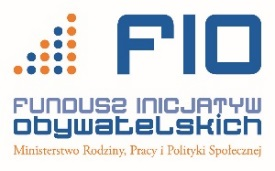 FIO
FUNDUSZ INICJATYW
obywatelskich
Ministerstwo Rodziny, Pracy i Polityki Społecznej